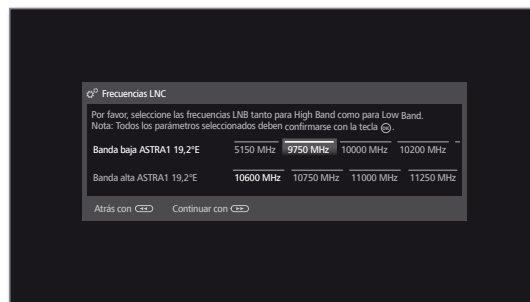 Frecuencias LNC
Por favor, seleccione las frecuencias LNB tanto para High Band como para Low Band.
Nota: Todos los parámetros seleccionados deben confirmarse con la tecla OK.
Banda baja ASTRA1 19,2°E 5150 MHz 9750 MHz 10000 MHz 10200 MHz
Banda alta ASTRA1 19,2°E 10600 MHz 10750 MHz 11000 MHz 11250 MHz
Atrás con Continuar con